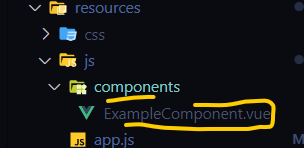 resources
css
js
components
ExampleComponent.vue
app.js
M